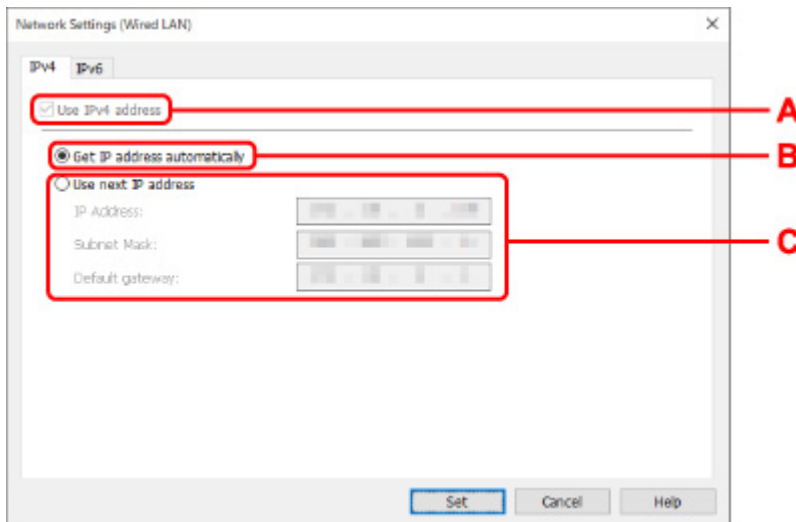 Network Settings (Wired LAN)
IPv4 IPv6
Use IPv4 address
A
Get IP address automatically
B
Use next IP address
IP Address:
Subnet Mask:
C
Default gateway:
Set Cancel Help